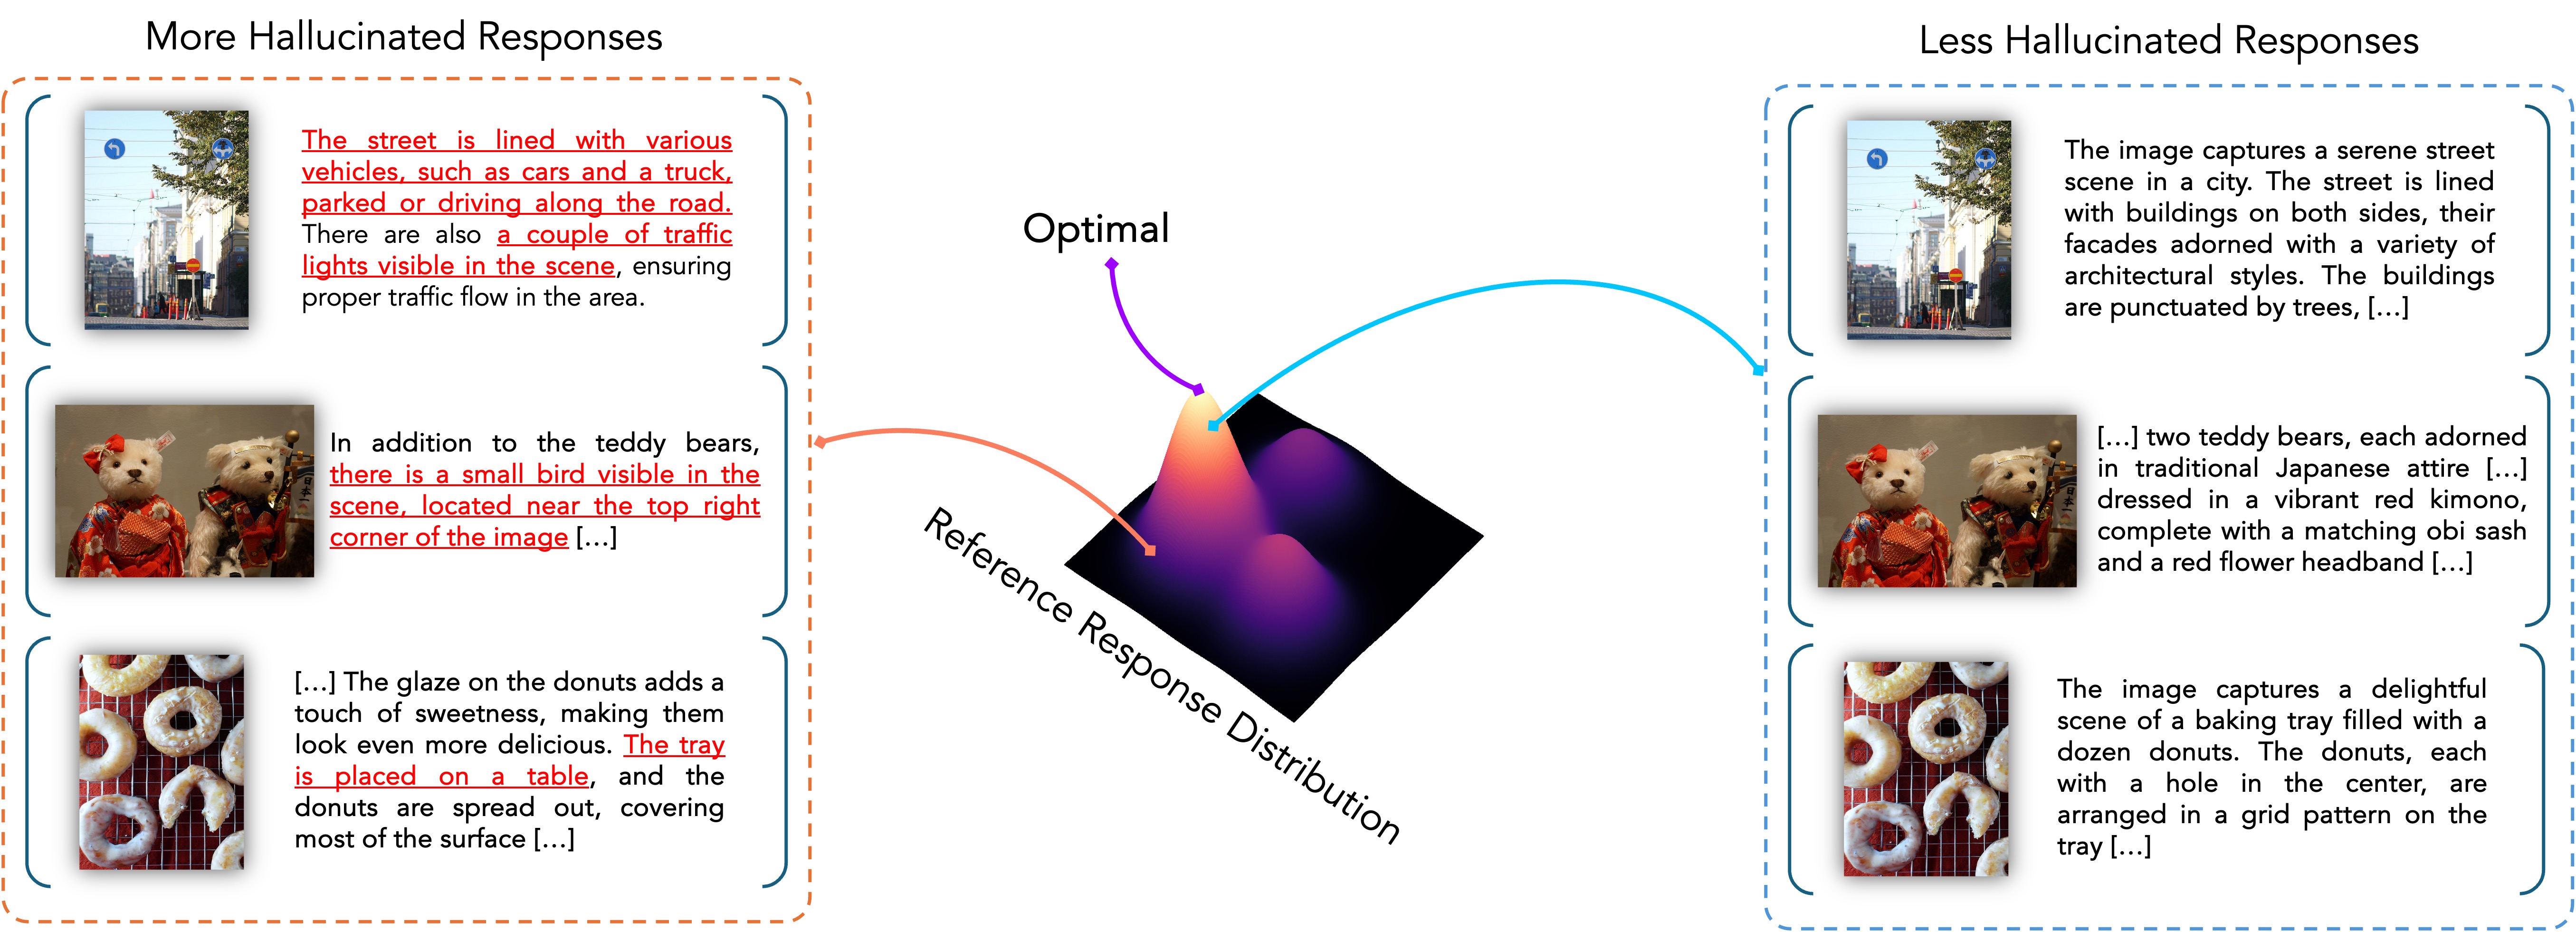 More Hallucinated Responses
The street is lined with various
vehicles, such as cars and a truck,
parked or driving along the road.
There are also a couple of traffic
lights visible in the scene, ensuring
proper traffic flow in the area.
In addition to the teddy bears,
there is a small bird visible in the
scene, located near the top right
corner of the image […]
[…] The glaze on the donuts adds a
touch of sweetness, making them
look even more delicious. The tray
is placed on a table, and the
donuts are spread out, covering
most of the surface […]
Optimal
Reference Response Distribution
Less Hallucinated Responses
The image captures a serene street
scene in a city. The street is lined
with buildings on both sides, their
facades adorned with a variety of
architectural styles. The buildings
are punctuated by trees, […]
[…] two teddy bears, each adorned
in traditional Japanese attire […]
dressed in a vibrant red kimono,
complete with a matching obi sash
and a red flower headband […]
The image captures a delightful
scene of a baking tray filled with a
dozen donuts. The donuts, each
with a hole in the center, are
arranged in a grid pattern on the
tray […]